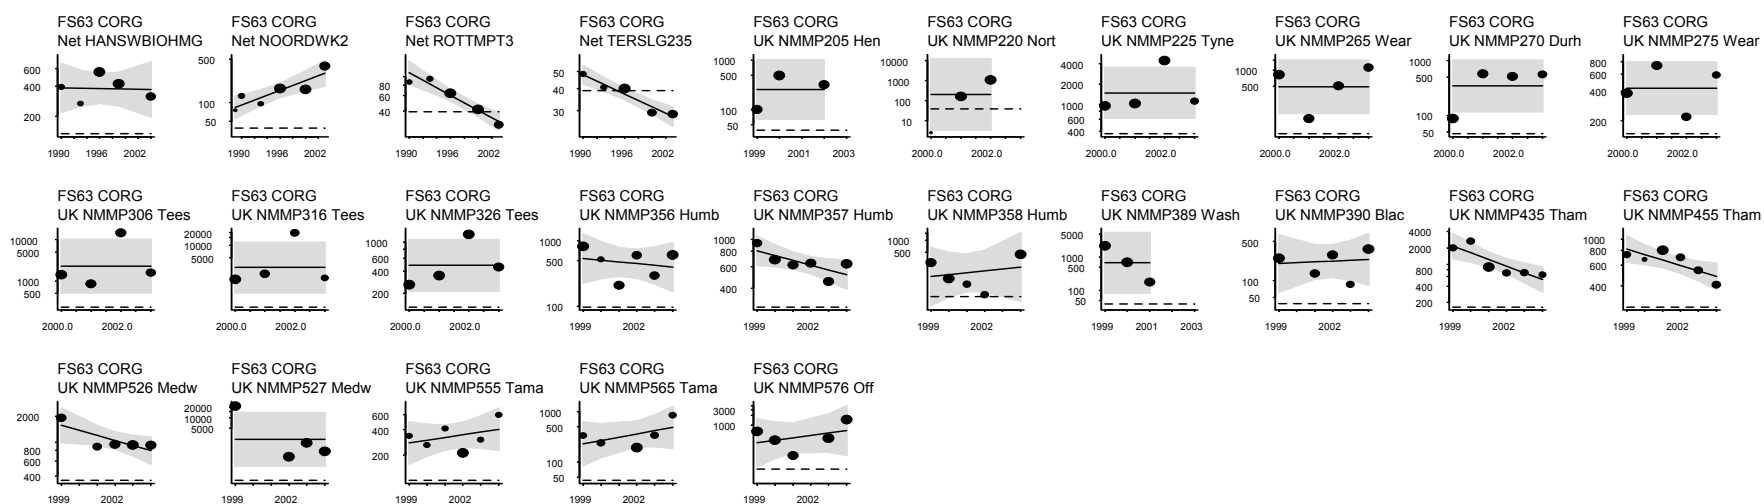 FS63 CORG
Net HANSWBIOHMG
600
400
200
1990 1996 2002
FS63 CORG
Net NOORDWK2
500
100
50
1990 1996 2002
FS63 CORG
Net ROTTMPT3
80
60
40
1990 1996 2002
FS63 CORG
Net TERSLG235
50
40
30
1990 1996 2002
FS63 CORG
UK NMMP205 Hen
1000
500
100
50
1999 2001 2003
FS63 CORG
UK NMMP220 Nort
10000
1000
100
10
2000.0 2002.0
FS63 CORG
UK NMMP225 Tyne
4000
2000
1000
600
400
2000.0 2002.0
FS63 CORG
UK NMMP265 Wear
1000
500
100
50
2000.0 2002.0
FS63 CORG
UK NMMP270 Durh
1000
500
100
50
2000.0 2002.0
FS63 CORG
UK NMMP275 Wear
800
600
400
200
2000.0 2002.0
FS63 CORG
UK NMMP306 Tees
10000
5000
1000
500
2000.0 2002.0
FS63 CORG
UK NMMP316 Tees
20000
10000
5000
1000
500
2000.0 2002.0
FS63 CORG
UK NMMP326 Tees
1000
600
400
200
2000.0 2002.0
FS63 CORG
UK NMMP356 Humb
1000
500
100
1999 2002
FS63 CORG
UK NMMP357 Humb
1000
800
600
400
1999 2002
FS63 CORG
UK NMMP358 Humb
1000
500
100
50
1999 2002
FS63 CORG
UK NMMP389 Wash
5000
1000
500
100
50
1999 2001 2003
FS63 CORG
UK NMMP390 Blac
500
100
50
1999 2002
FS63 CORG
UK NMMP435 Tham
4000
2000
800
400
200
1999 2002
FS63 CORG
UK NMMP455 Tham
1000
800
600
400
1999 2002
FS63 CORG
UK NMMP526 Medw
2000
800
600
400
1999 2002
FS63 CORG
UK NMMP527 Medw
20000
10000
5000
2002
FS63 CORG
UK NMMP555 Tama
600
400
200
1999 2002
FS63 CORG
UK NMMP565 Tama
1000
500
100
50
1999 2002
FS63 CORG
UK NMMP576 Off
3000
1000
1999 2002